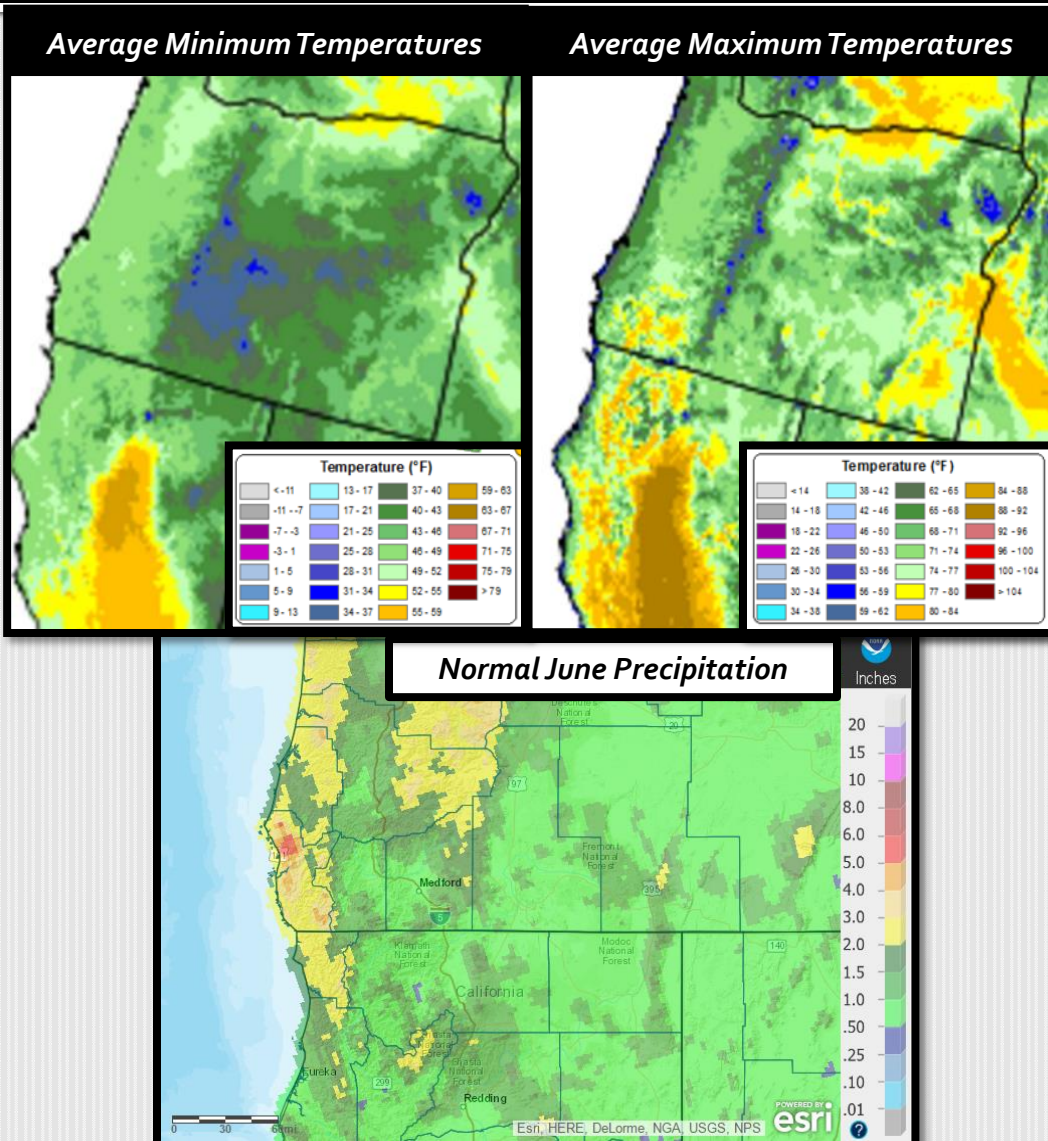 Average Minimum Temperatures
Average Maximum Temperatures
Temperature (°F)
< -11
13 - 17
37 - 40
59 - 63
-11 - -7
17 - 21
40 - 43
63 - 67
-7 - -3
21 - 25
43 - 46
67 - 71
-3 - 1
25 - 28
46 - 49
71 - 75
1 - 5
28 - 31
49 - 52
75 - 79
5 - 9
31 - 34
52 - 55
> 79
9 - 13
34 - 37
55 - 59
Temperature (°F)
< 14
38 - 42
62 - 65
84 - 88
14 - 18
42 - 46
65 - 68
88 - 92
18 - 22
46 - 50
68 - 71
92 - 96
22 - 26
50 - 53
71 - 74
96 - 100
26 - 30
53 - 56
74 - 77
100 - 104
30 - 34
56 - 59
77 - 80
> 104
34 - 38
59 - 62
80 - 84
Normal June Precipitation
Inches
20
15
10
8.0
6.0
5.0
4.0
3.0
2.0
1.5
1.0
.50
.25
.10
.01
?
Deschutes
National
Forest
20
97
Fremont
National
Forest
395
Medford
5
Klamath
National
Forest
Modoc
National
Forest
140
California
Shasta
National
Forest
Eureka
299
Redding
0 30 60mi
Esri, HERE, DeLorme, NGA, USGS, NPS
POWERED BY
esri